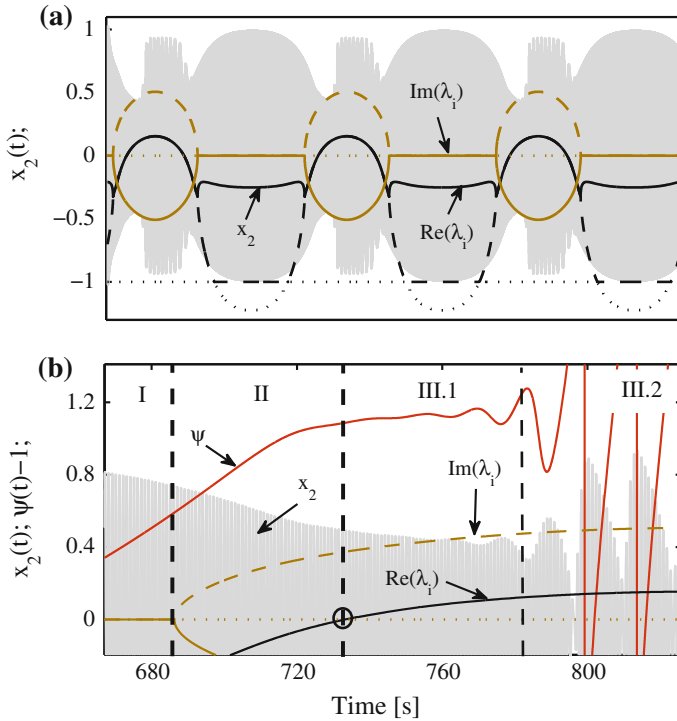 (a)
1
0.5
0
−0.5
−1
x₂(t);
Im(λᵢ)
x₂
Re(λᵢ)
(b)
I
II
III.1
III.2
1.2
0.8
0.4
0
x₂(t); ψ(t)−1;
ψ
x₂
Im(λᵢ)
Re(λᵢ)
680
720
760
800
Time [s]